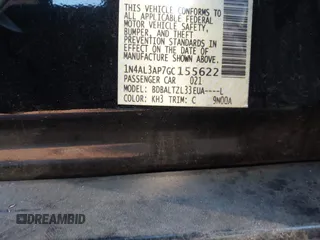 THIS VEHICLE CONFORMS TO ALL
APPLICABLE FEDERAL MOTOR
VEHICLE SAFETY,
BUMPER, AND THEFT
PREVENTION STANDARDS
IN EFFECT ON THE DATE OF
MANUFACTURE SHOWN ABOVE.
1N4AL3AP7GC155622
PASSENGER CAR 021
MODEL: BDBALTZL33EUA----L
COLOR: KH3 TRIM: C 9N00A
DREAMBID